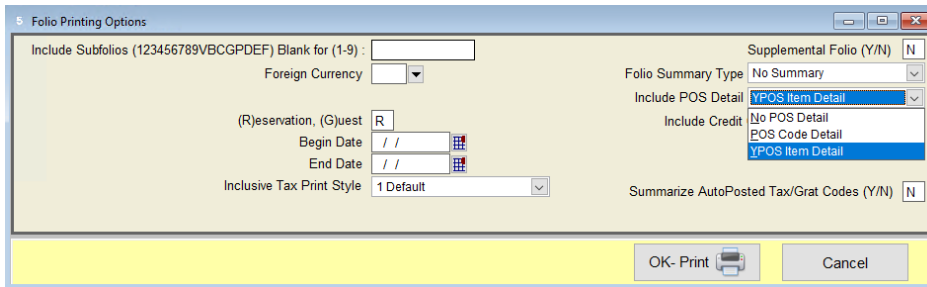 5 Folio Printing Options
Include Subfolios (123456789VBCGPDEF) Blank for (1-9) :
Supplemental Folio (Y/N) N
Foreign Currency
Folio Summary Type No Summary
Include POS Detail YPOS Item Detail
No POS Detail
POS Code Detail
YPOS Item Detail
(R)eservation, (G)uest R
Include Credit
Begin Date / /
End Date / /
Inclusive Tax Print Style 1 Default
Summarize AutoPosted Tax/Grat Codes (Y/N) N
OK- Print
Cancel